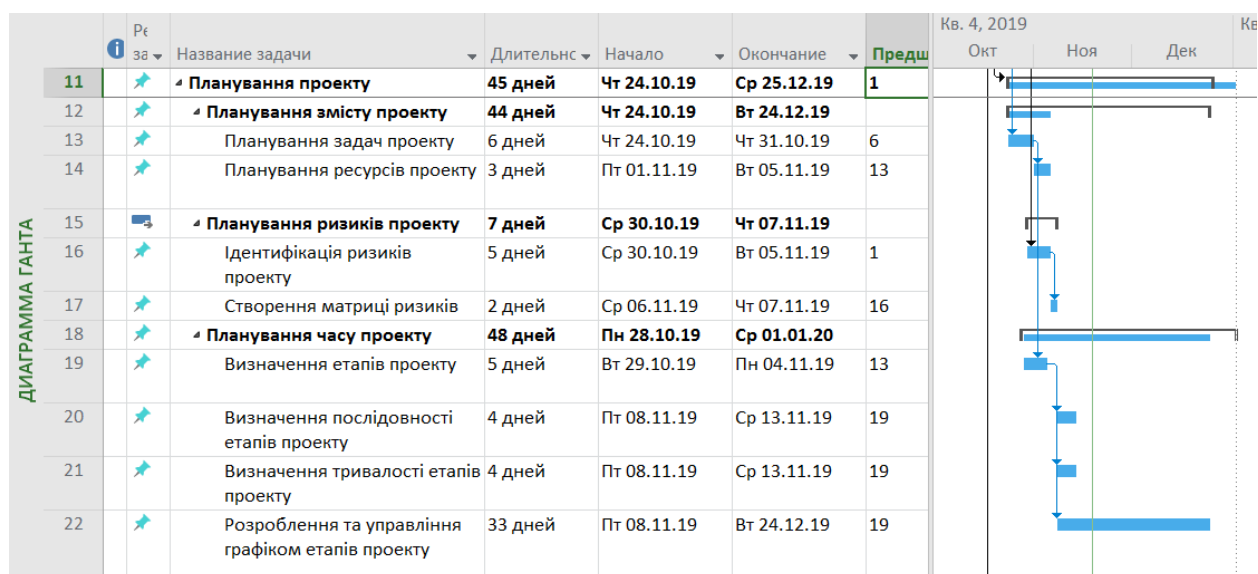 Кв. 4, 2019
Название задачи Длительнс Начало Окончание Предш Окт Ноя Дек
11 Планування проекту 45 дней Чт 24.10.19 Ср 25.12.19 1
12 Планування змісту проекту 44 дней Чт 24.10.19 Вт 24.12.19
13 Планування задач проекту 6 дней Чт 24.10.19 Чт 31.10.19 6
14 Планування ресурсів проекту 3 дней Пт 01.11.19 Вт 05.11.19 13
15 Планування ризиків проекту 7 дней Ср 30.10.19 Чт 07.11.19
16 Ідентифікація ризиків 5 дней Ср 30.10.19 Вт 05.11.19 1
проекту
17 Створення матриці ризиків 2 дней Ср 06.11.19 Чт 07.11.19 16
18 Планування часу проекту 48 дней Пн 28.10.19 Ср 01.01.20
19 Визначення етапів проекту 5 дней Вт 29.10.19 Пн 04.11.19 13
20 Визначення послідовності 4 дней Пт 08.11.19 Ср 13.11.19 19
етапів проекту
21 Визначення тривалості етапів 4 дней Пт 08.11.19 Ср 13.11.19 19
проекту
22 Розроблення та управління 33 дней Пт 08.11.19 Вт 24.12.19 19
графіком етапів проекту
ДИАГРАММА ГАНТА